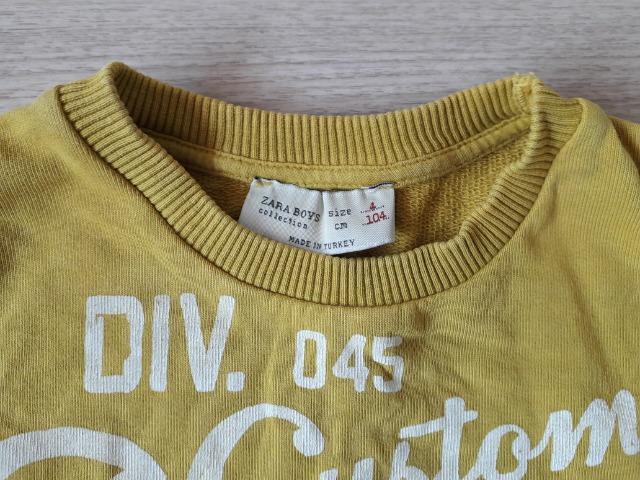 ZARA BOYS
collection
size 4
cm 104
MADE IN TURKEY
DIV. 045
Custom